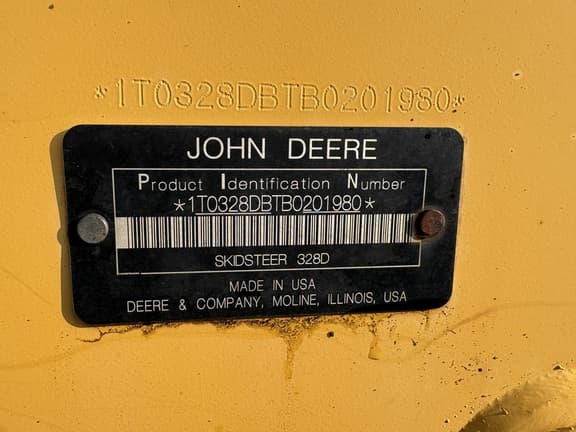 *1T0328DBTB0201980*
JOHN DEERE
Product Identification Number
*1T0328DBTB0201980*
SKIDSTEER 328D
MADE IN USA
DEERE & COMPANY, MOLINE, ILLINOIS, USA